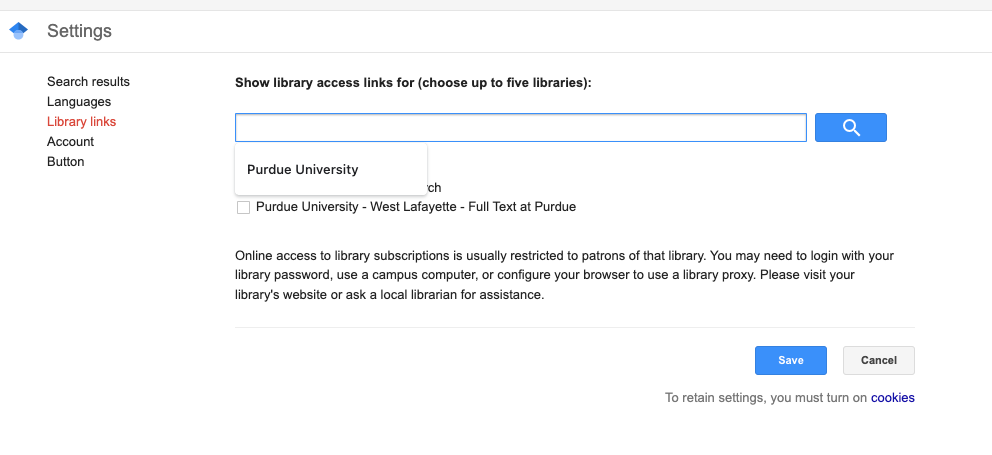 Settings
Search results
Languages
Library links
Account
Button
Show library access links for (choose up to five libraries):
Purdue University
Purdue University - West Lafayette - Full Text at Purdue
Online access to library subscriptions is usually restricted to patrons of that library. You may need to login with your
library password, use a campus computer, or configure your browser to use a library proxy. Please visit your
library's website or ask a local librarian for assistance.
Save
Cancel
To retain settings, you must turn on cookies